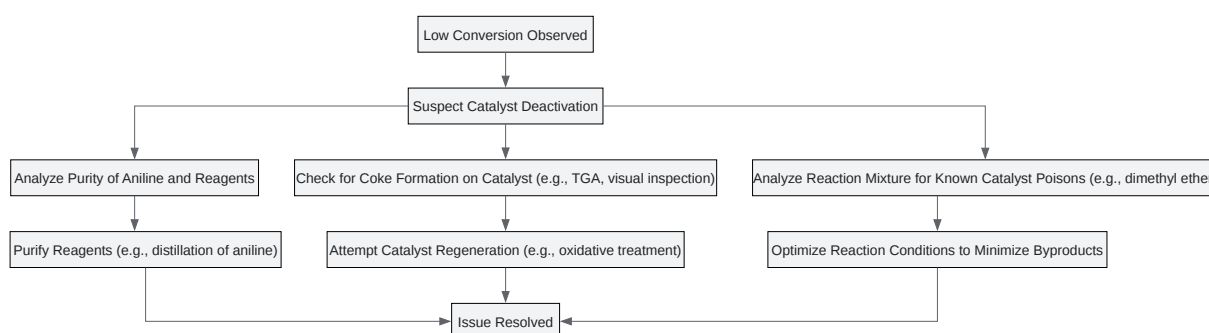 Low Conversion Observed
Suspect Catalyst Deactivation
Analyze Purity of Aniline and Reagents
Check for Coke Formation on Catalyst (e.g., TGA, visual inspection)
Analyze Reaction Mixture for Known Catalyst Poisons (e.g., dimethyl ethe
Purify Reagents (e.g., distillation of aniline)
Attempt Catalyst Regeneration (e.g., oxidative treatment)
Optimize Reaction Conditions to Minimize Byproducts
Issue Resolved